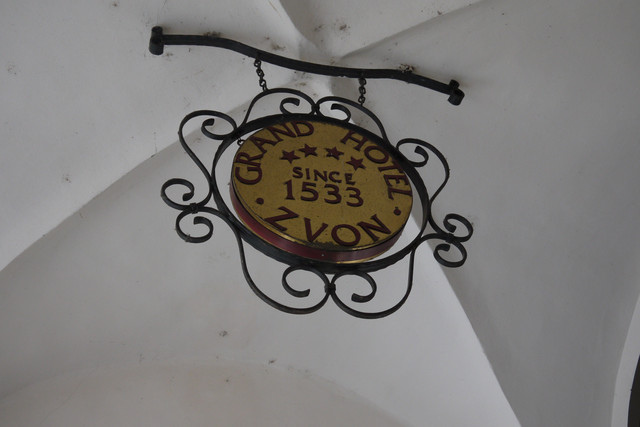 GRAND HOTEL
★★★★
SINCE
1533
· ZVON ·